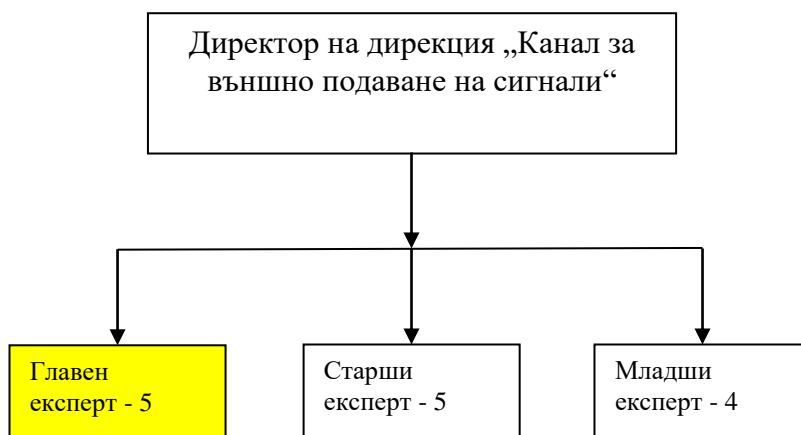 Директор на дирекция „Канал за
външно подаване на сигнали“
Главен
експерт - 5
Старши
експерт - 5
Младши
експерт - 4